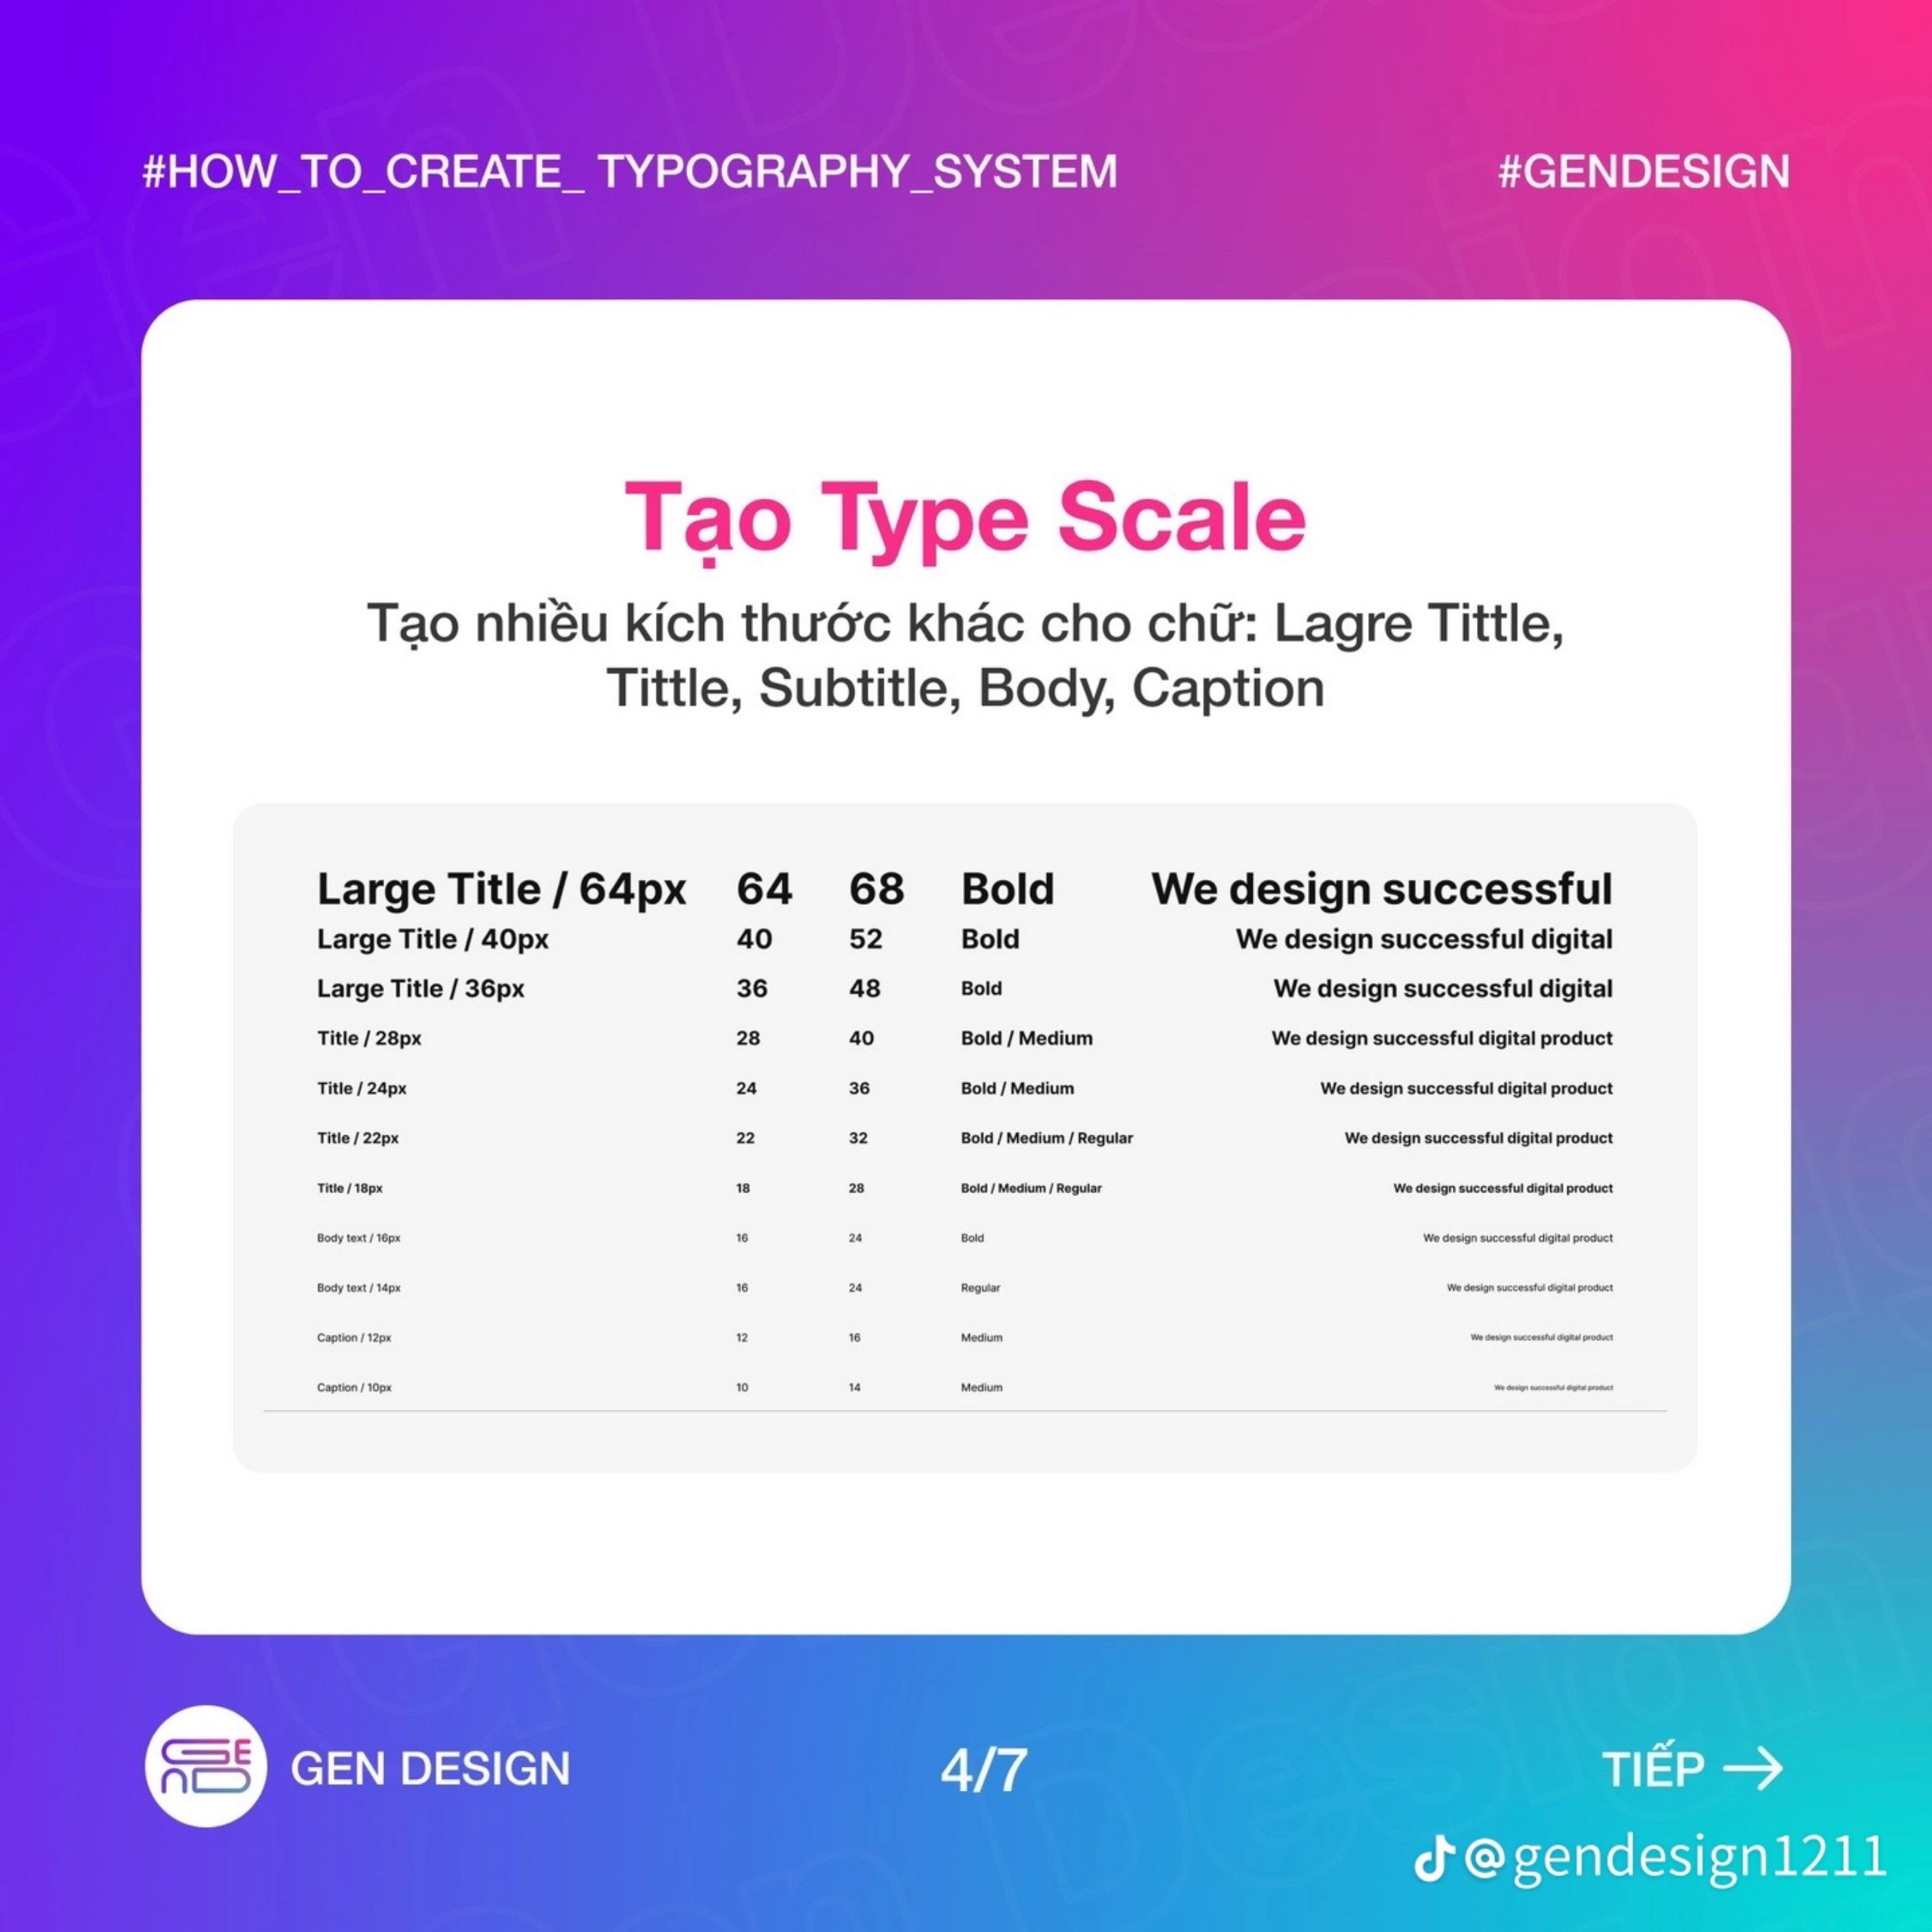 #HOW_TO_CREATE_ TYPOGRAPHY_SYSTEM #GENDESIGN
Tạo Type Scale
Tạo nhiều kích thước khác cho chữ: Lagre Tittle,
Tittle, Subtitle, Body, Caption
Large Title / 64px 64 68 Bold We design successful
Large Title / 40px 40 52 Bold We design successful digital
Large Title / 36px 36 48 Bold We design successful digital
Title / 28px 28 40 Bold / Medium We design successful digital product
Title / 24px 24 36 Bold / Medium We design successful digital product
Title / 22px 22 32 Bold / Medium / Regular We design successful digital product
Title / 18px 18 28 Bold / Medium / Regular We design successful digital product
Body text / 16px 16 24 Bold We design successful digital product
Body text / 14px 16 24 Regular We design successful digital product
Caption / 12px 12 16 Medium We design successful digital product
Caption / 10px 10 14 Medium We design successful digital product
GEN DESIGN 4/7 TIẾP →
@gendesign1211